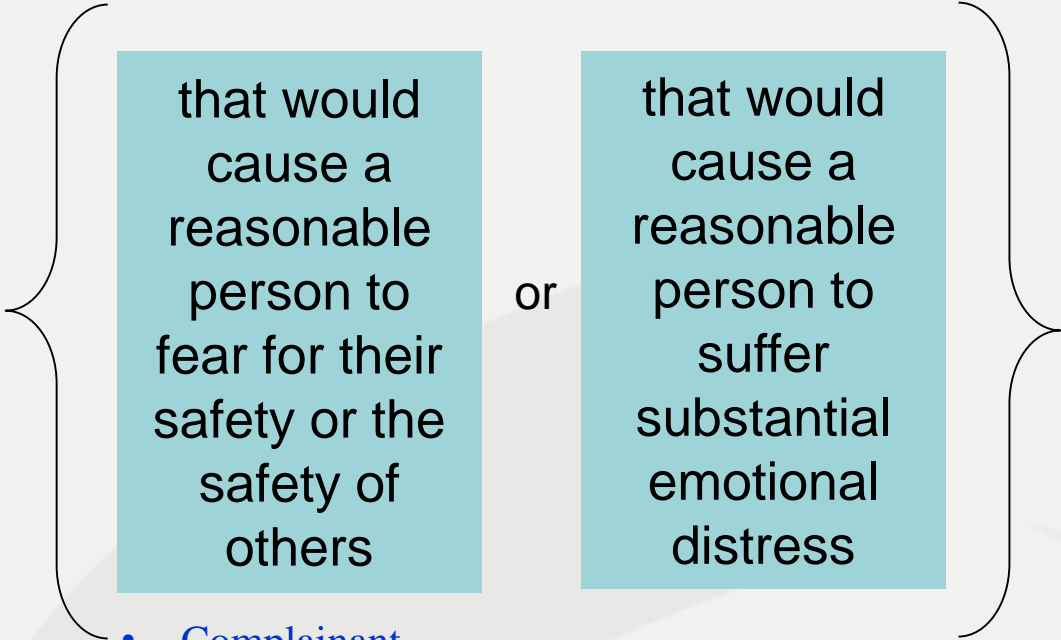 that would
cause a
reasonable
person to
fear for their
safety or the
safety of
others
or
that would
cause a
reasonable
person to
suffer
substantial
emotional
distress
• Complainant